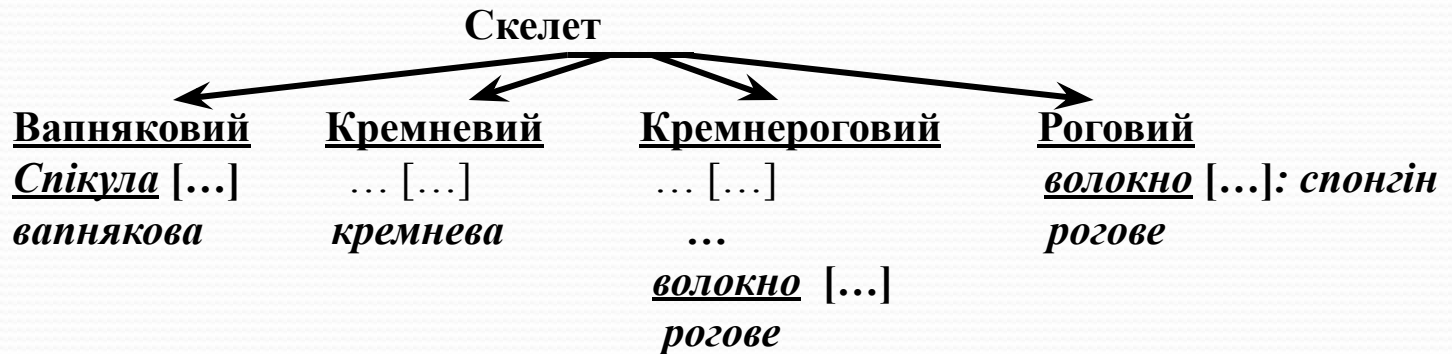 Скелет
Вапняковий Кремневий Кремнероговий Роговий
Спікула […] … […] … […] волокно […]: спонгін
вапнякова кремнева … рогове
волокно […]
рогове